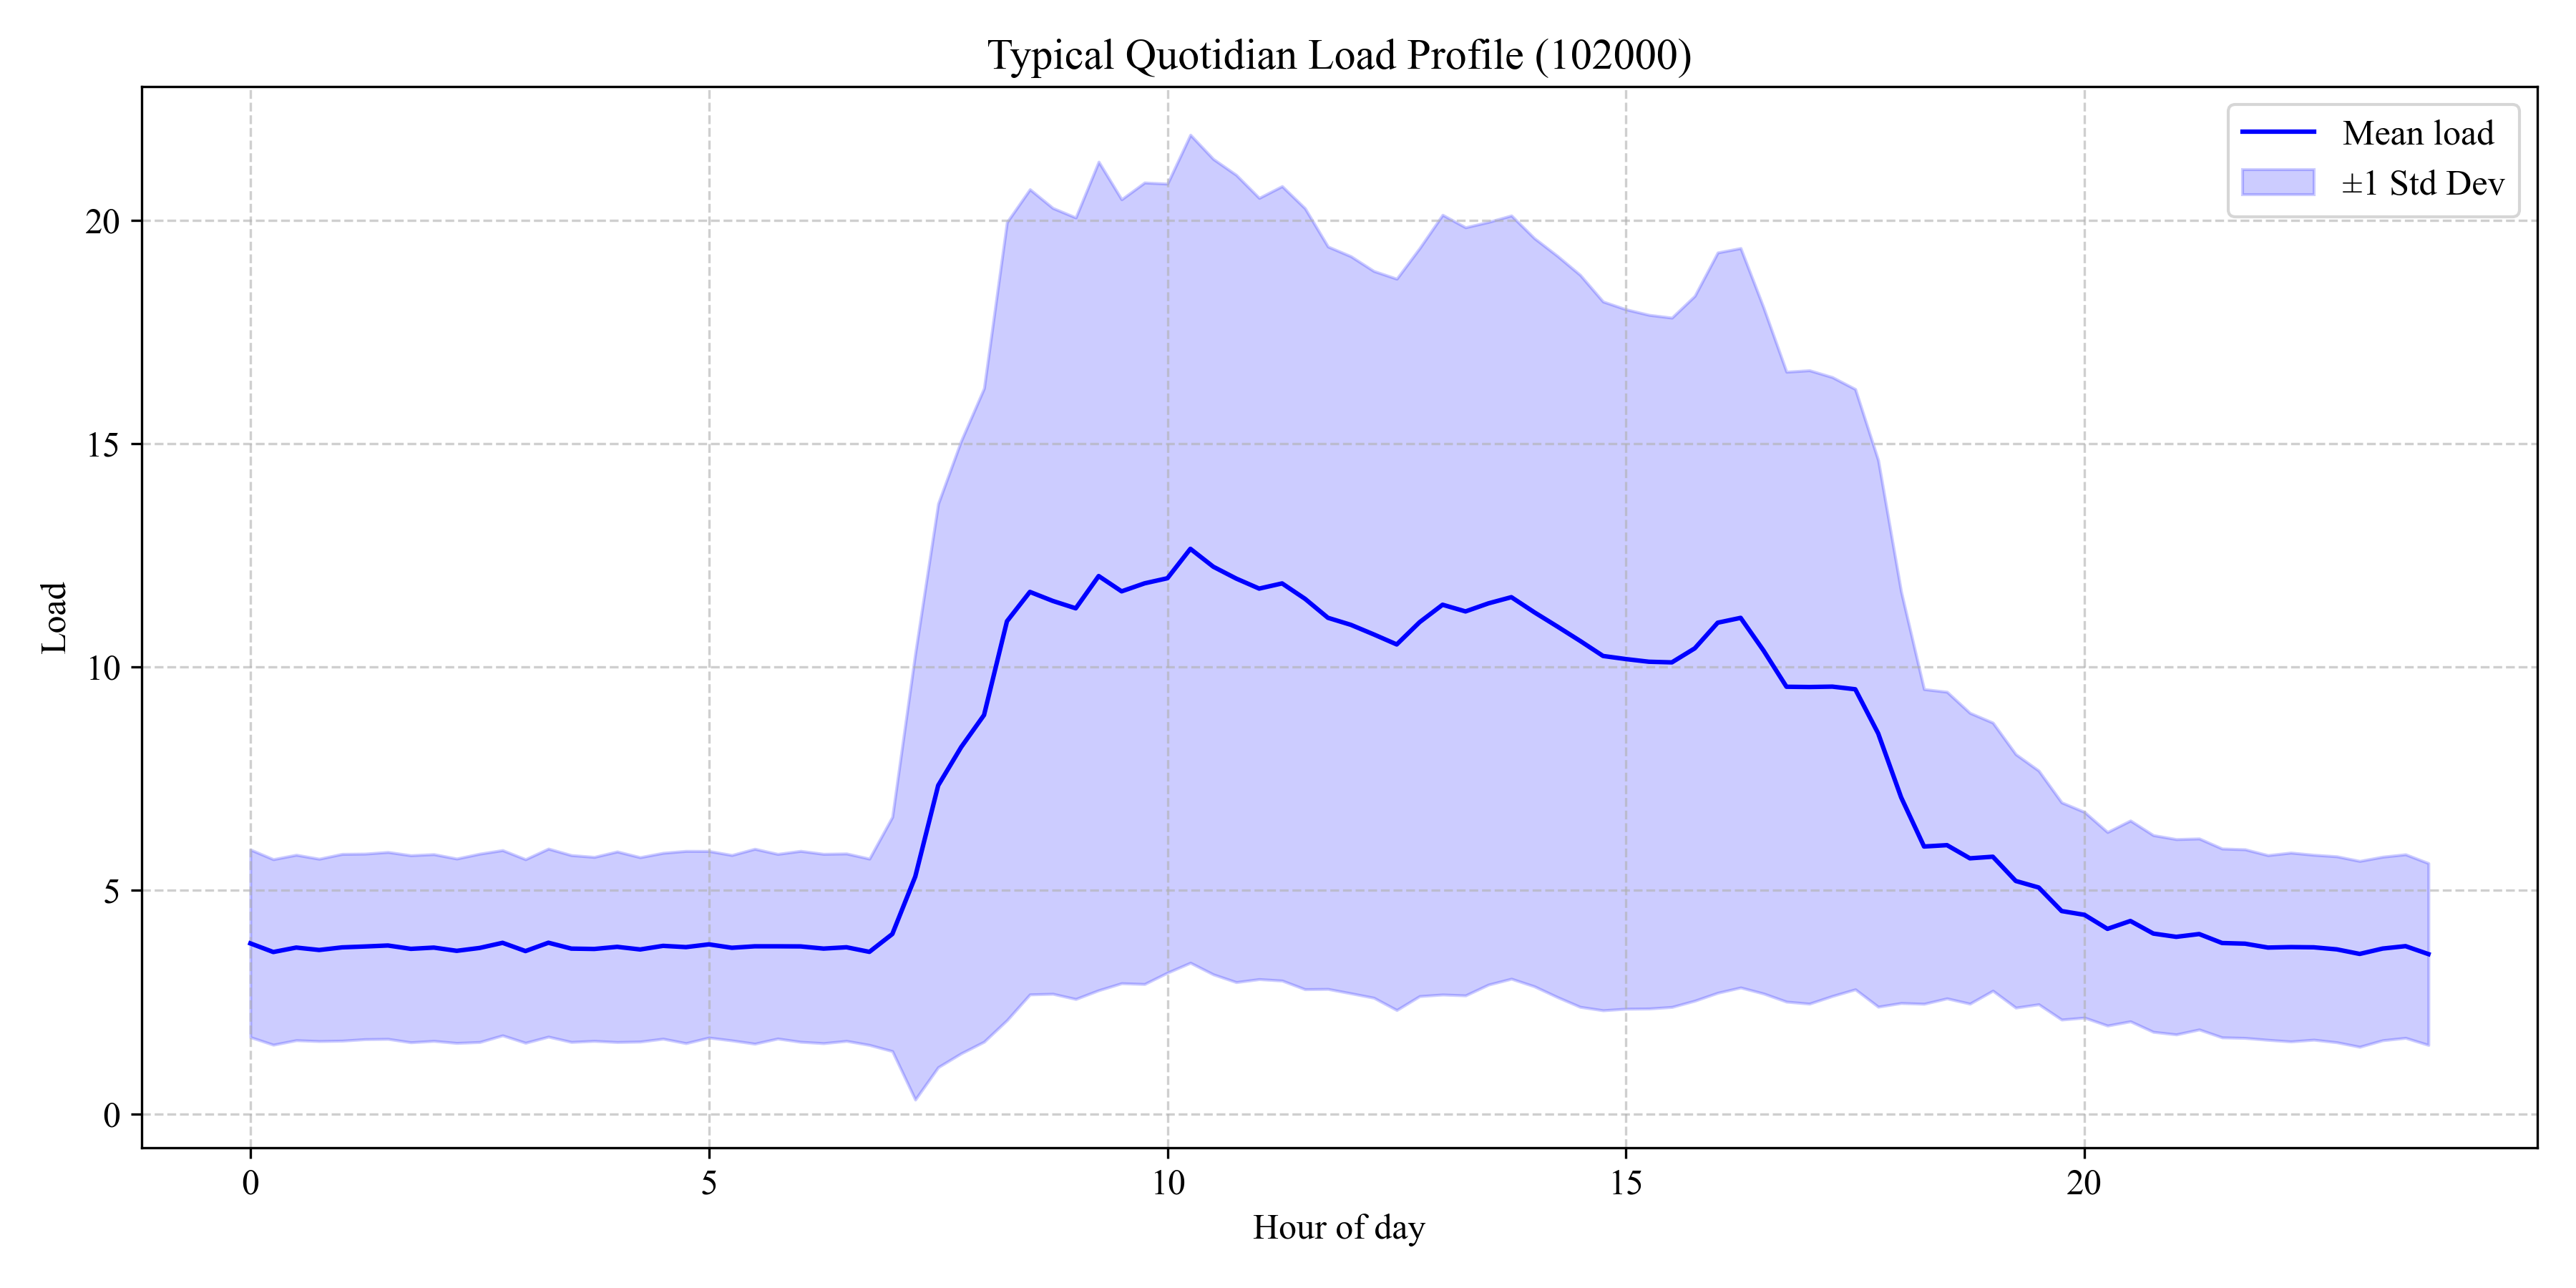 Typical Quotidian Load Profile (102000)
Mean load
±1 Std Dev
Load
20
15
10
5
0
0 5 10 15 20
Hour of day